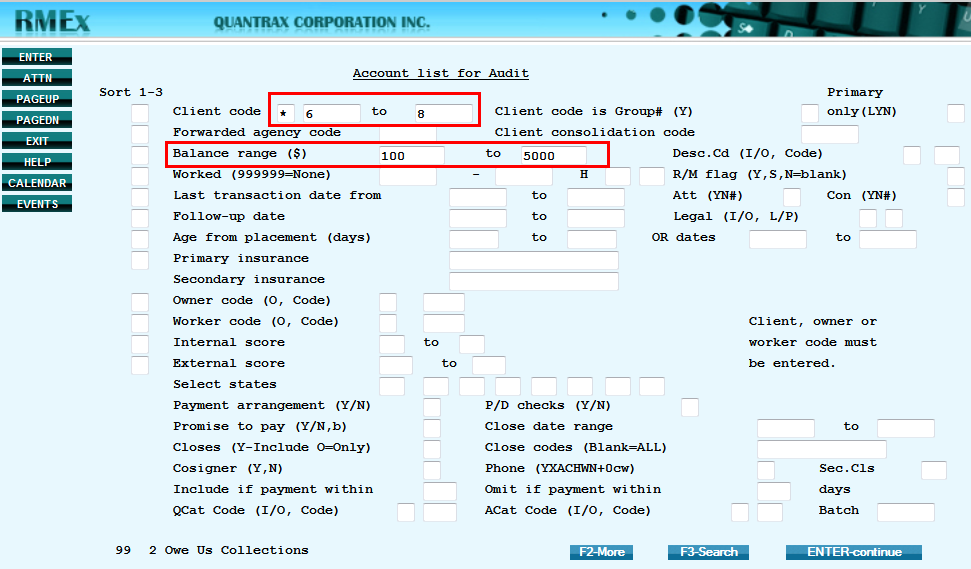 RMEx QUANTRAX CORPORATION INC.
ENTER
ATTN
PAGEUP
PAGEDN
EXIT
HELP
CALENDAR
EVENTS
Account list for Audit
Sort 1-3 Primary
Client code * 6 to 8 Client code is Group# (Y) only(LYN)
Forwarded agency code Client consolidation code
Balance range ($) 100 to 5000 Desc.Cd (I/O, Code)
Worked (999999=None) - H R/M flag (Y,S,N=blank)
Last transaction date from to Att (YN#) Con (YN#)
Follow-up date to Legal (I/O, L/P)
Age from placement (days) to OR dates to
Primary insurance
Secondary insurance
Owner code (O, Code)
Worker code (O, Code) Client, owner or
Internal score to worker code must
External score to be entered.
Select states
Payment arrangement (Y/N) P/D checks (Y/N)
Promise to pay (Y/N,b) Close date range to
Closes (Y-Include O=Only) Close codes (Blank=ALL)
Cosigner (Y,N) Phone (YXACHWN+0cw) Sec.Cls
Include if payment within Omit if payment within days
QCat Code (I/O, Code) ACat Code (I/O, Code) Batch
99 2 Owe Us Collections F2-More F3-Search ENTER-continue